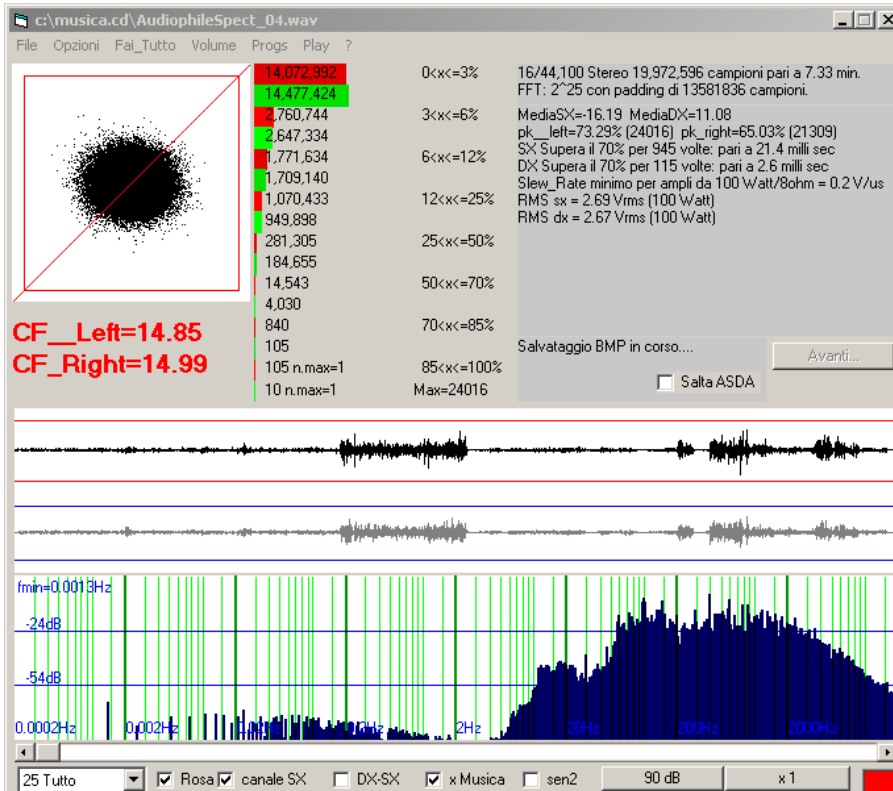 c:\musica.cd\AudiophileSpect_04.wav
File Opzioni Fai_Tutto Volume Progs Play ?
14,072,992 0<x<=3%
14,477,424
2,760,744 3<x<=6%
2,647,334
1,771,634 6<x<=12%
1,709,140
1,070,433 12<x<=25%
949,898
281,305 25<x<=50%
184,655
14,543 50<x<=70%
4,030
840 70<x<=85%
105
105 n.max=1 85<x<=100%
10 n.max=1 Max=24016
16/44,100 Stereo 19,972,596 campioni pari a 7.33 min.
FFT: 2^25 con padding di 13581836 campioni.
MediaSX=-16.19 MediaDX=11.08
pk__left=73.29% (24016) pk_right=65.03% (21309)
SX Supera il 70% per 945 volte: pari a 21.4 milli sec
DX Supera il 70% per 115 volte: pari a 2.6 milli sec
Slew_Rate minimo per ampli da 100 Watt/8ohm = 0.2 V/us
RMS sx = 2.69 Vrms (100 Watt)
RMS dx = 2.67 Vrms (100 Watt)
CF__Left=14.85
CF_Right=14.99
Salvataggio BMP in corso....
Avanti...
Salta ASDA
fmin=0.0013Hz
-24dB
-54dB
0.0002Hz 0.002Hz 0.02Hz 0.2Hz 2Hz 20Hz 200Hz 2000Hz
25 Tutto Rosa canale SX DX-SX x Musica sen2 90 dB x 1